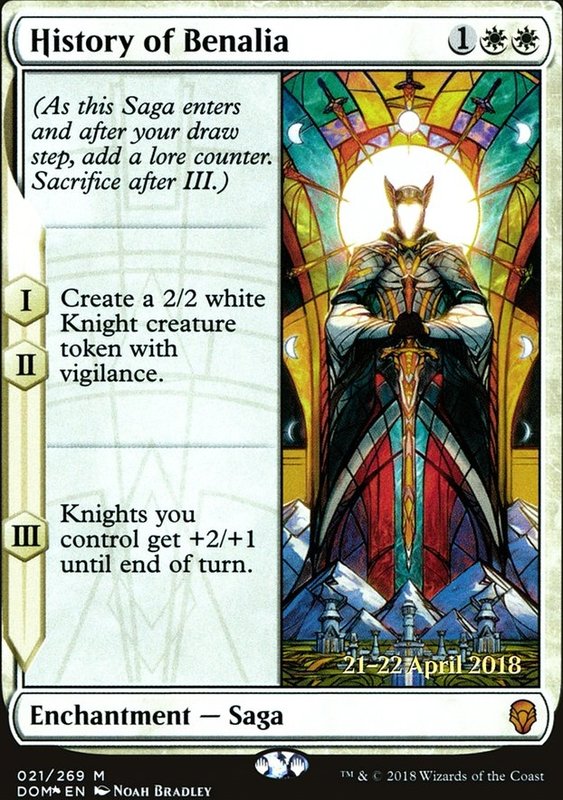 History of Benalia 1
(As this Saga enters
and after your draw
step, add a lore counter.
Sacrifice after III.)
I
II
Create a 2/2 white
Knight creature
token with
vigilance.
III
Knights you
control get +2/+1
until end of turn.
21–22 April 2018
Enchantment — Saga
021/269 M
DOM EN NOAH BRADLEY
™ & © 2018 Wizards of the Coast